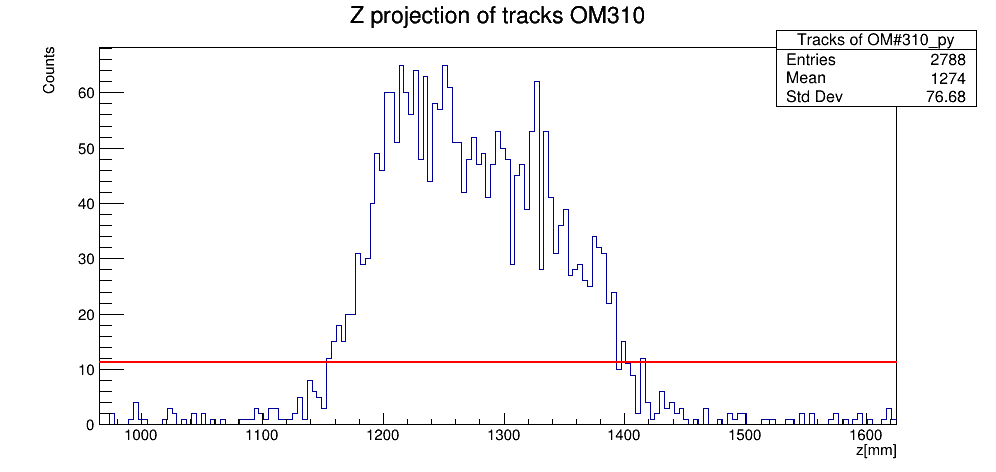 Z projection of tracks OM310
Tracks of OM#310_py
Entries 2788
Mean 1274
Std Dev 76.68
Counts
60
50
40
30
20
10
0
1000 1100 1200 1300 1400 1500 1600
z[mm]